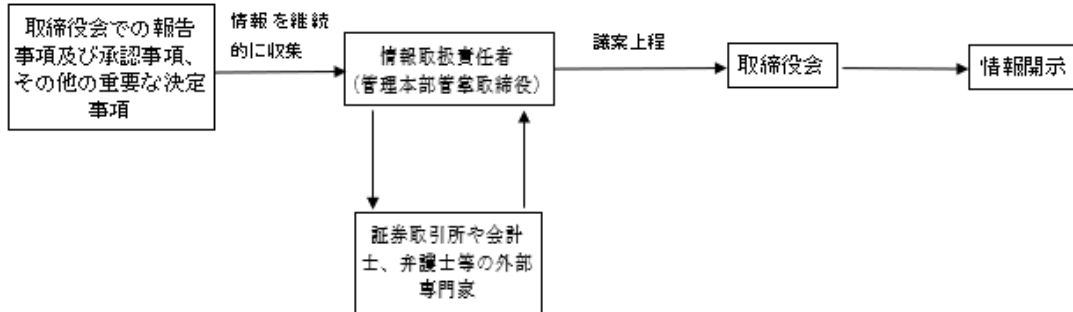 取締役会での報告
事項及び承認事項、
その他の重要な決定
事項
情報を継続
的に収集
情報取扱責任者
（管理本部管掌取締役）
議案上程
取締役会
情報開示
証券取引所や会計
士、弁護士等の外部
専門家